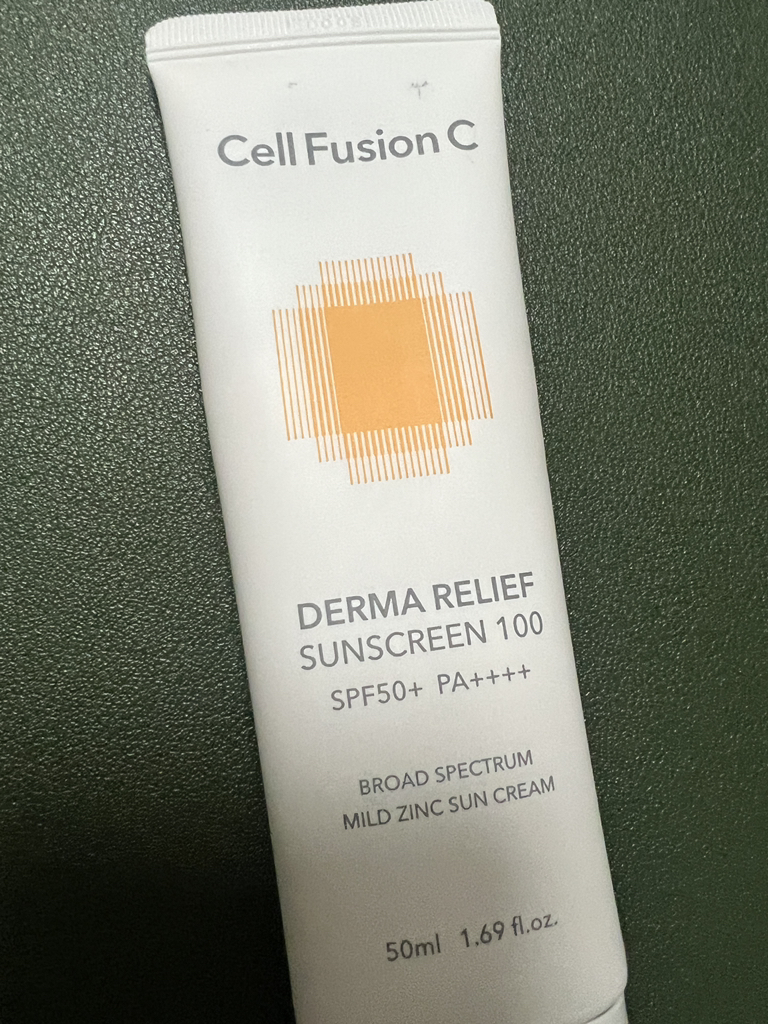 Cell Fusion C
DERMA RELIEF
SUNSCREEN 100
SPF50+ PA++++
BROAD SPECTRUM
MILD ZINC SUN CREAM
50ml 1.69 fl.oz.